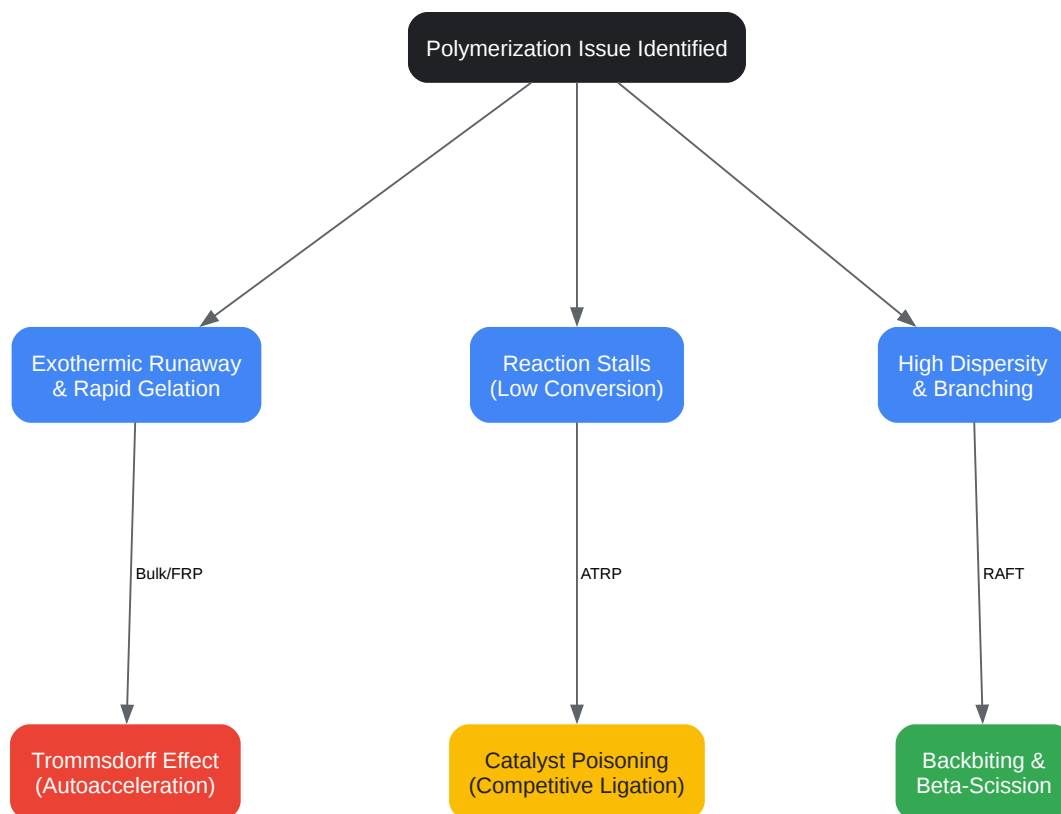 Polymerization Issue Identified
Exothermic Runaway
& Rapid Gelation
Reaction Stalls
(Low Conversion)
High Dispersity
& Branching
Bulk/FRP
ATRP
RAFT
Trommsdorff Effect
(Autoacceleration)
Catalyst Poisoning
(Competitive Ligation)
Backbiting &
Beta-Scission